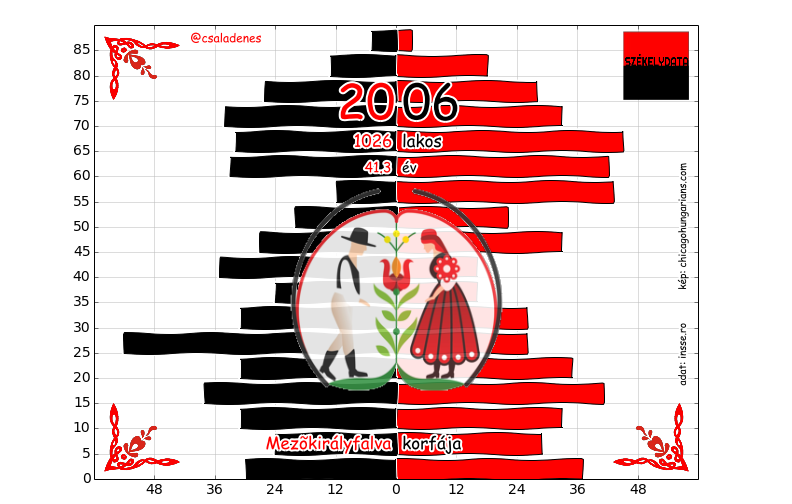 @csaladenes
SZÉKELYDATA
2006
1026 lakos
41,3 év
kép: chicagohungarians.com
adat: insse.ro
Mezőkirályfalva korfája
85
80
75
70
65
60
55
50
45
40
35
30
25
20
15
10
5
0
48 36 24 12 0 12 24 36 48